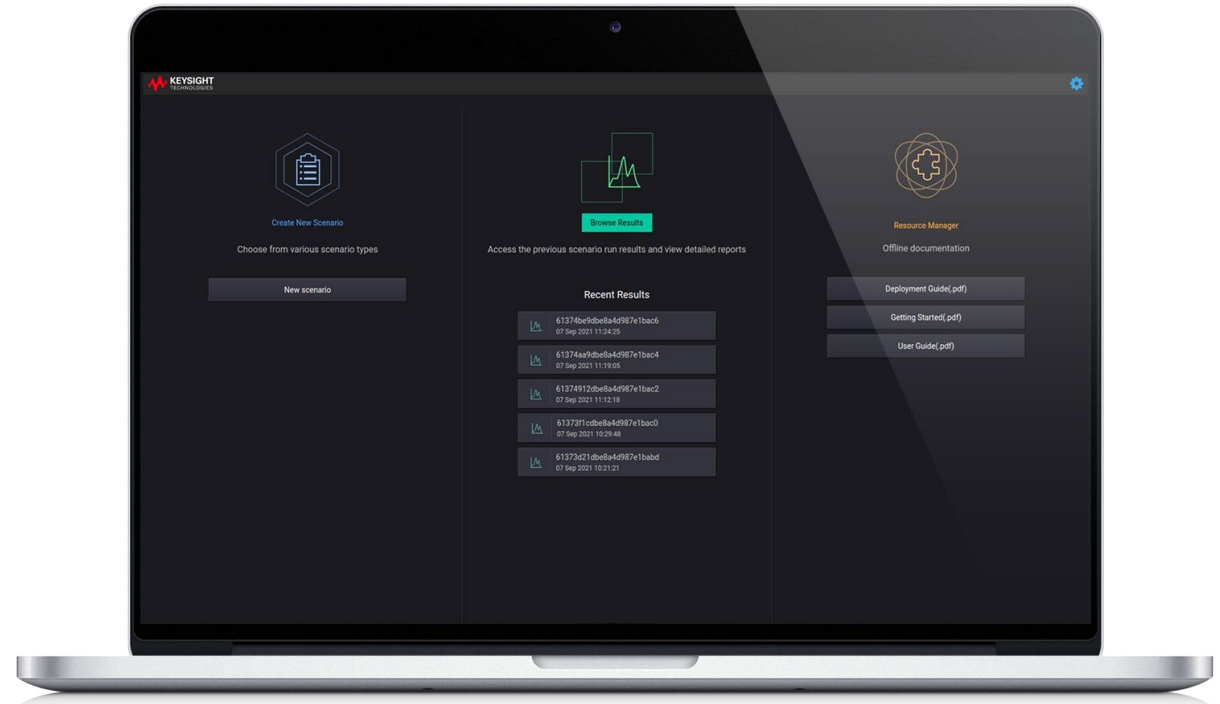 KEYSIGHT
TECHNOLOGIES
Create New Scenario
Choose from various scenario types
New scenario
Browse Results
Access the previous scenario run results and view detailed reports
Recent Results
61374be9dbe8a4d987e1bac6
07 Sep 2021 11:24:25
61374aa9dbe8a4d987e1bac4
07 Sep 2021 11:19:05
61374912dbe8a4d987e1bac2
07 Sep 2021 11:12:18
61373f1cdbe8a4d987e1bac0
07 Sep 2021 10:29:48
61373d21dbe8a4d987e1babd
07 Sep 2021 10:21:21
Resource Manager
Offline documentation
Deployment Guide(.pdf)
Getting Started(.pdf)
User Guide(.pdf)